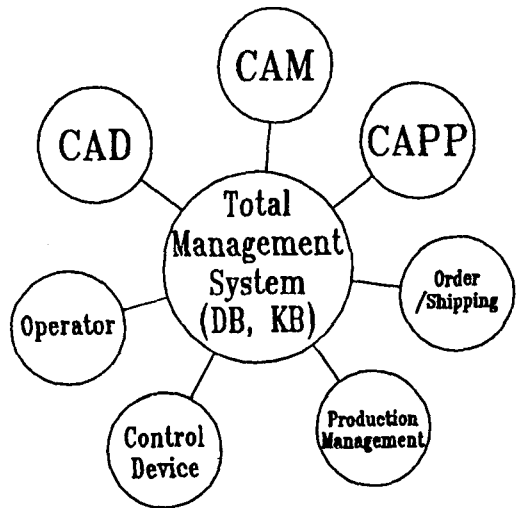 CAM
CAD
CAPP
Total
Management
System
(DB, KB)
Order
/Shipping
Operator
Production
Management
Control
Device